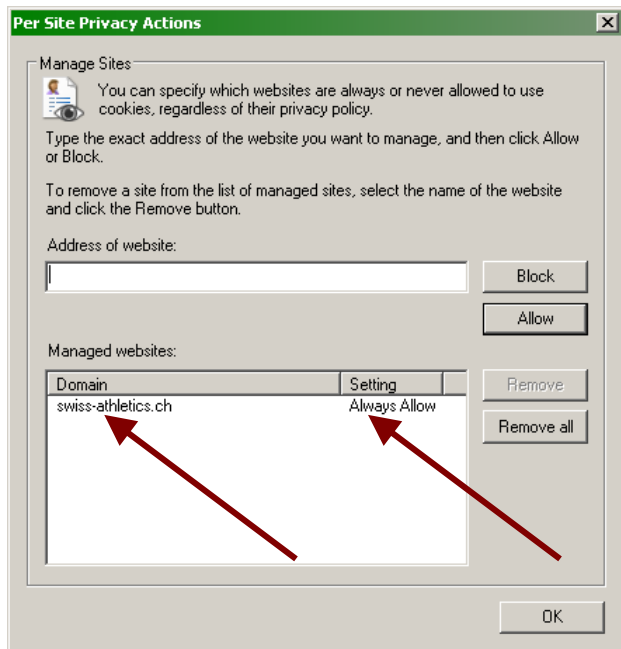 Per Site Privacy Actions
Manage Sites
You can specify which websites are always or never allowed to use
cookies, regardless of their privacy policy.
Type the exact address of the website you want to manage, and then click Allow
or Block.
To remove a site from the list of managed sites, select the name of the website
and click the Remove button.
Address of website:
Block
Allow
Managed websites:
Domain Setting Remove
swiss-athletics.ch Always Allow
Remove all
OK